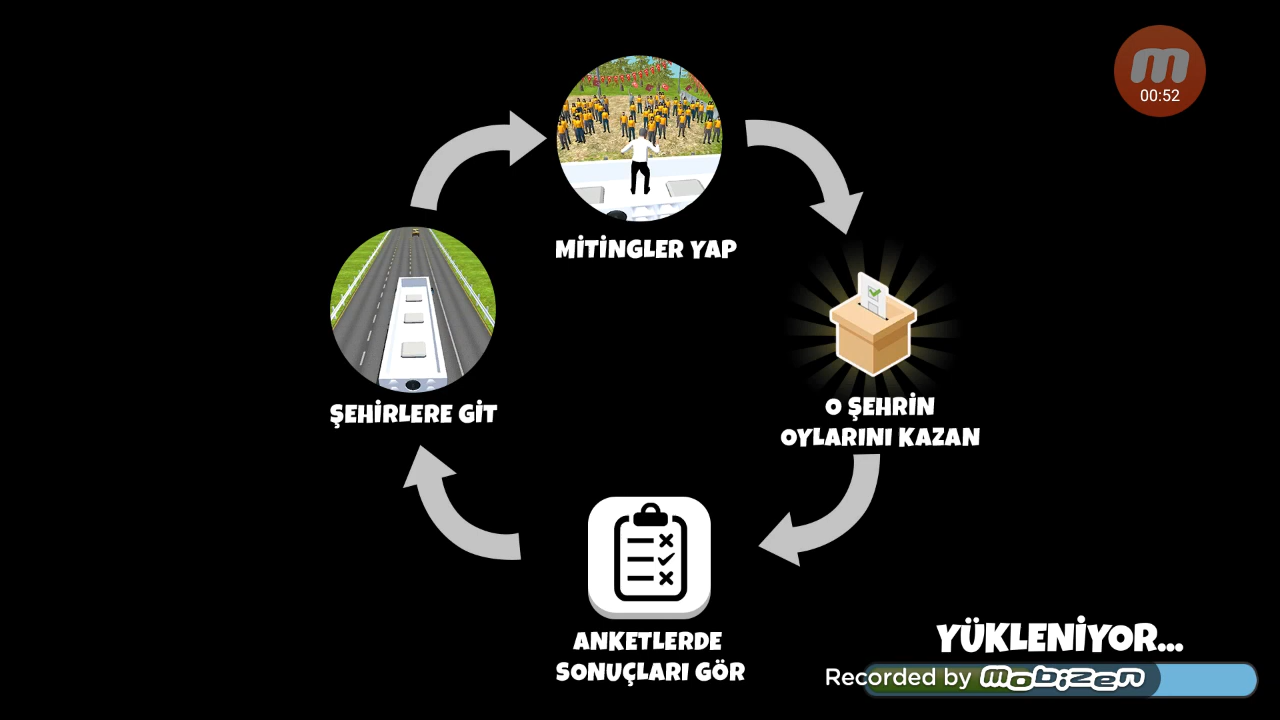 m
00:52
MİTİNGLER YAP
ŞEHİRLERE GİT
O ŞEHRİN
OYLARINI KAZAN
ANKETLERDE
SONUÇLARI GÖR
YÜKLENİYOR...
Recorded by mobizen